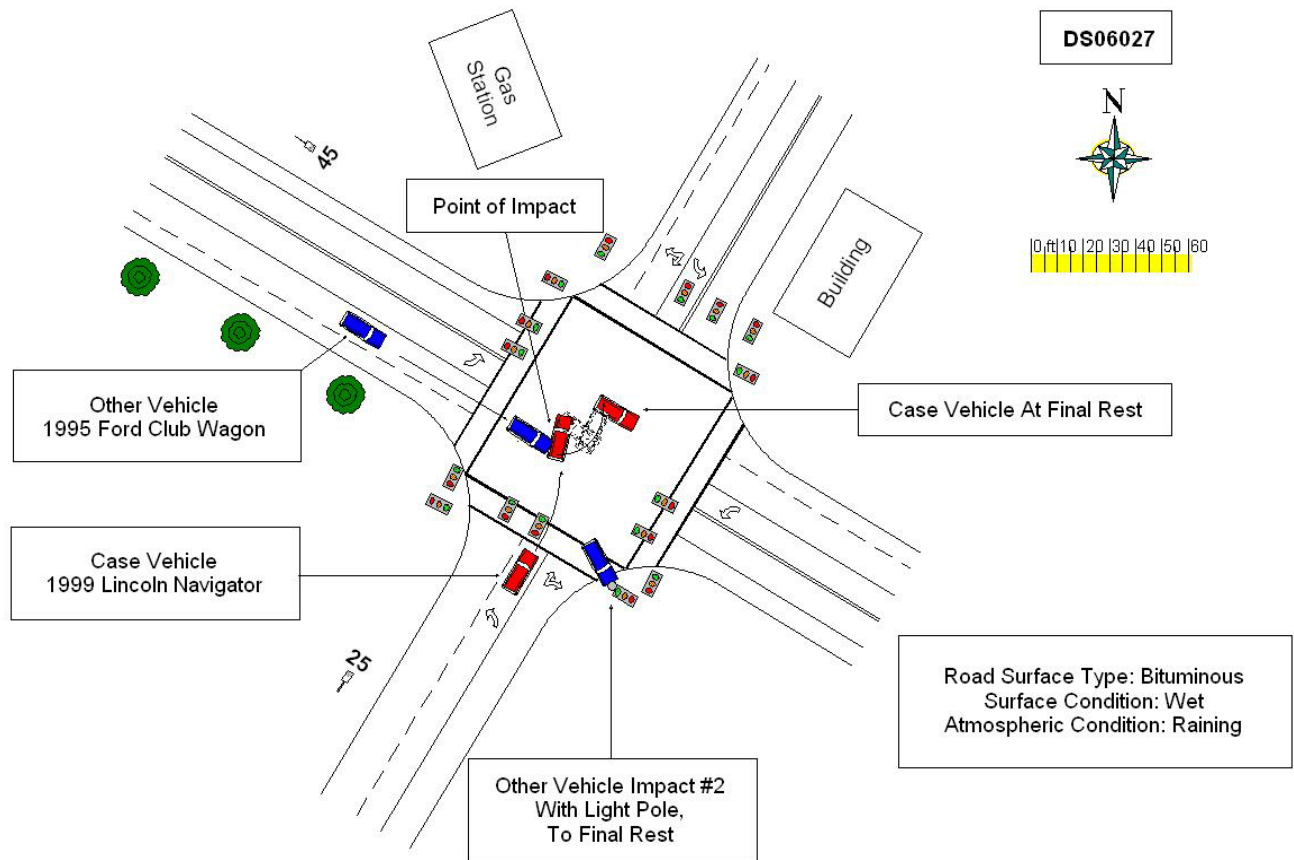 DS06027
N
0 ft 10 20 30 40 50 60
Gas
Station
45
Point of Impact
Building
Other Vehicle
1995 Ford Club Wagon
Case Vehicle At Final Rest
Case Vehicle
1999 Lincoln Navigator
25
Road Surface Type: Bituminous
Surface Condition: Wet
Atmospheric Condition: Raining
Other Vehicle Impact #2
With Light Pole,
To Final Rest